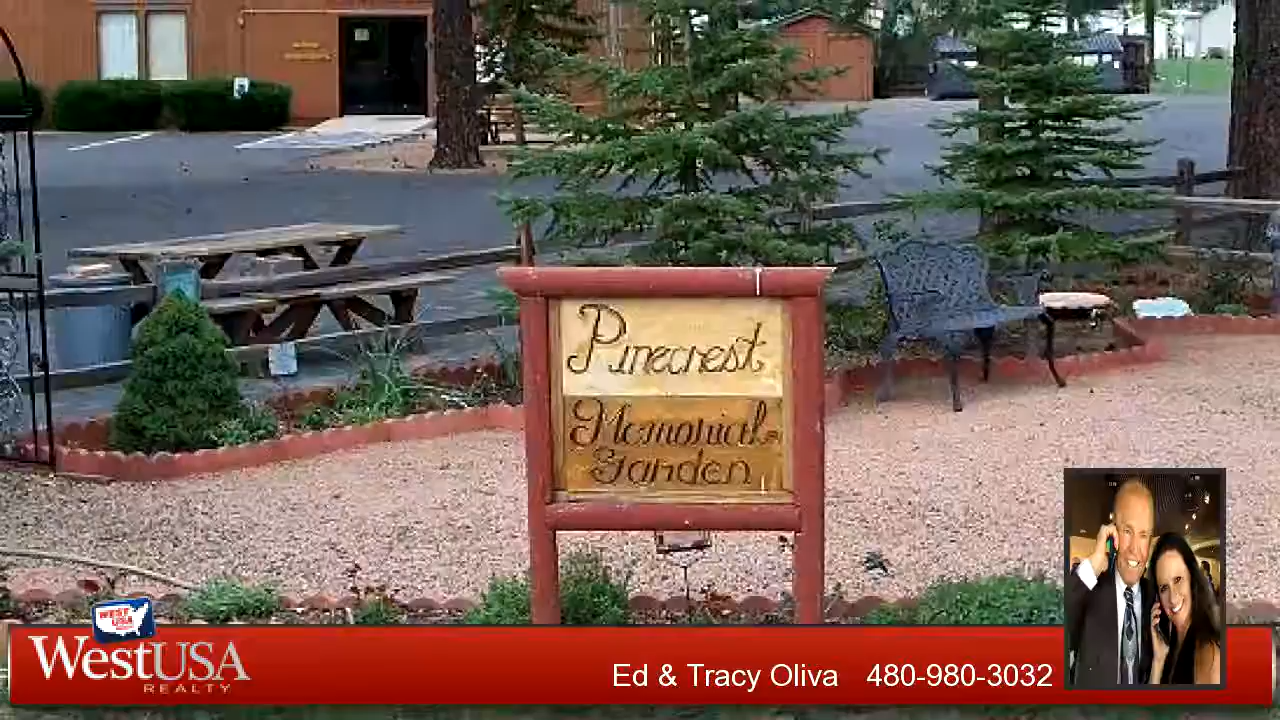 Pinecrest
Memorial
Garden
WEST
USA
WESTUSA
REALTY
Ed & Tracy Oliva 480-980-3032